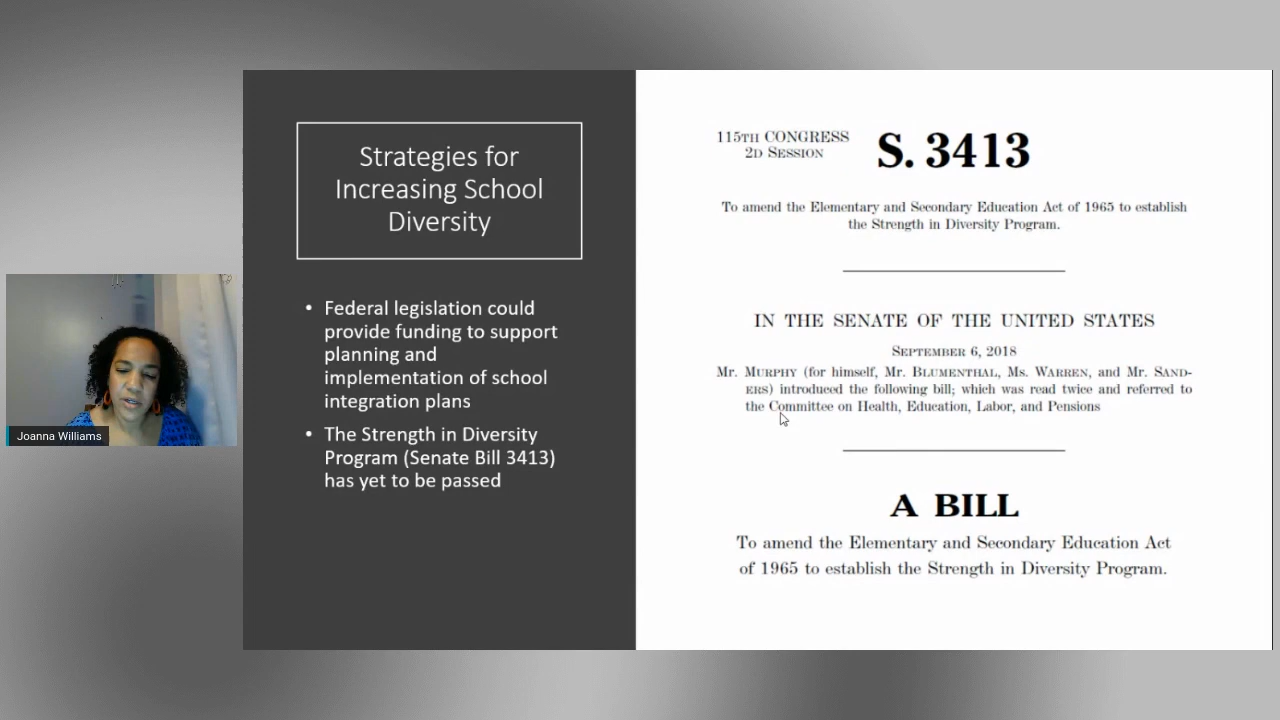 Strategies for
Increasing School
Diversity
• Federal legislation could
provide funding to support
planning and
implementation of school
integration plans
• The Strength in Diversity
Program (Senate Bill 3413)
has yet to be passed
115TH CONGRESS
2D SESSION
S. 3413
To amend the Elementary and Secondary Education Act of 1965 to establish
the Strength in Diversity Program.
IN THE SENATE OF THE UNITED STATES
SEPTEMBER 6, 2018
Mr. MURPHY (for himself, Mr. BLUMENTHAL, Ms. WARREN, and Mr. SAND-
ERS) introduced the following bill; which was read twice and referred to
the Committee on Health, Education, Labor, and Pensions
A BILL
To amend the Elementary and Secondary Education Act
of 1965 to establish the Strength in Diversity Program.
Joanna Williams